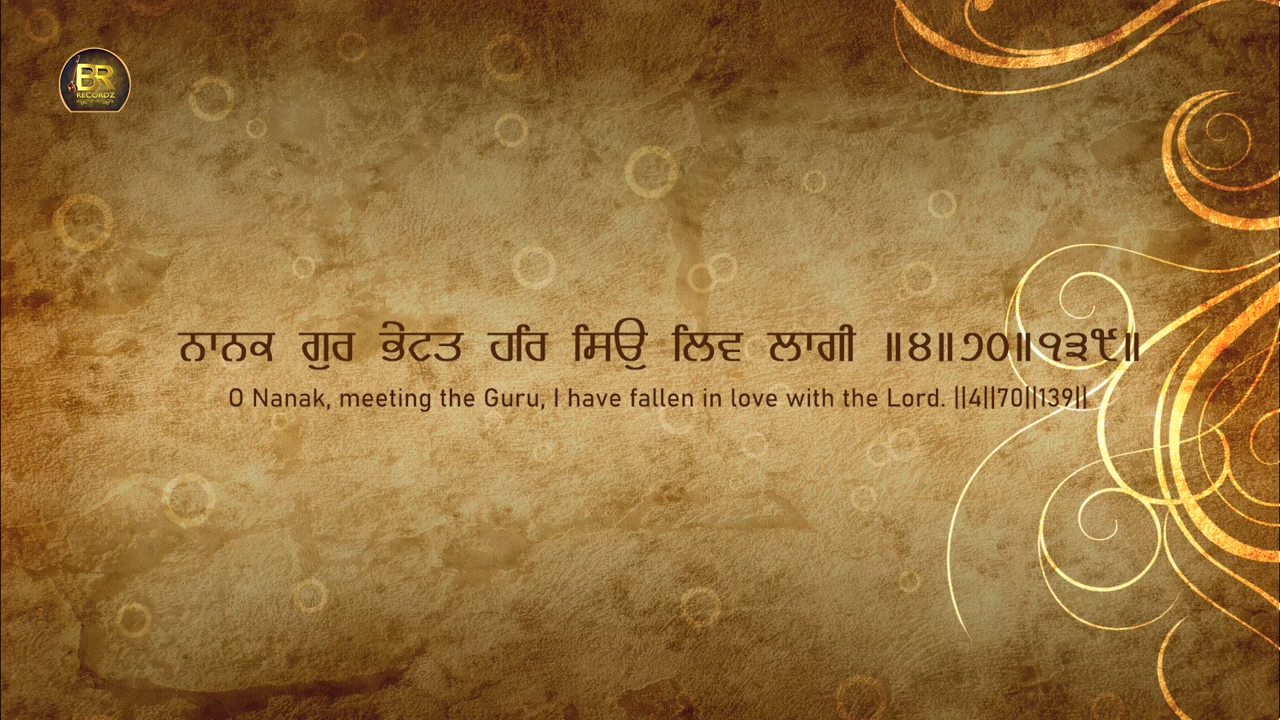 BR
RECORDZ
ਨਾਨਕ ਗੁਰ ਭੇਟਤ ਹਰਿ ਸਿਉ ਲਿਵ ਲਾਗੀ ॥੪॥੭੦॥੧੩੯॥
O Nanak, meeting the Guru, I have fallen in love with the Lord. ||4||70||139||